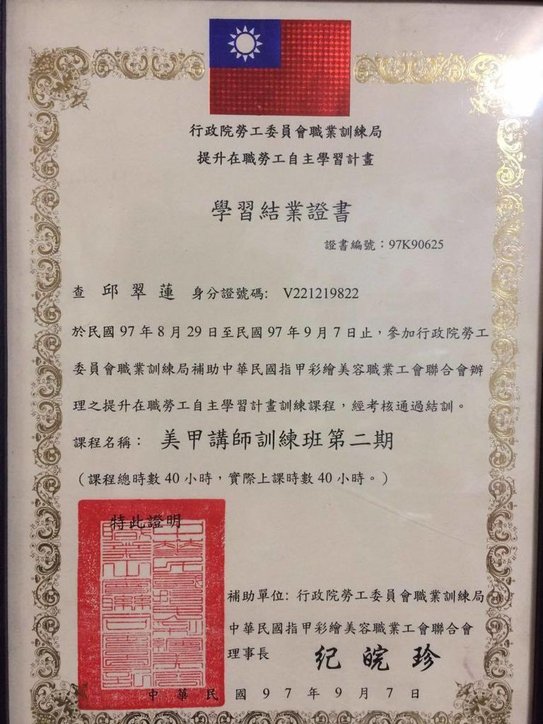 行政院勞工委員會職業訓練局
提升在職勞工自主學習計畫
學習結業證書
證書編號：97K90625
查 邱翠蓮 身分證號碼: V221219822
於民國 97 年 8 月 29 日至民國 97 年 9 月 7 日止，參加行政院勞工
委員會職業訓練局補助中華民國指甲彩繪美容職業工會聯合會辦
理之提升在職勞工自主學習計畫訓練課程，經考核通過結訓。
課程名稱： 美甲講師訓練班第二期
（課程總時數 40 小時，實際上課時數 40 小時。）
特此證明
補助單位: 行政院勞工委員會職業訓練局
中華民國指甲彩繪美容職業工會聯合會
理事長 紀皖珍
中華民國 97 年 9 月 7 日